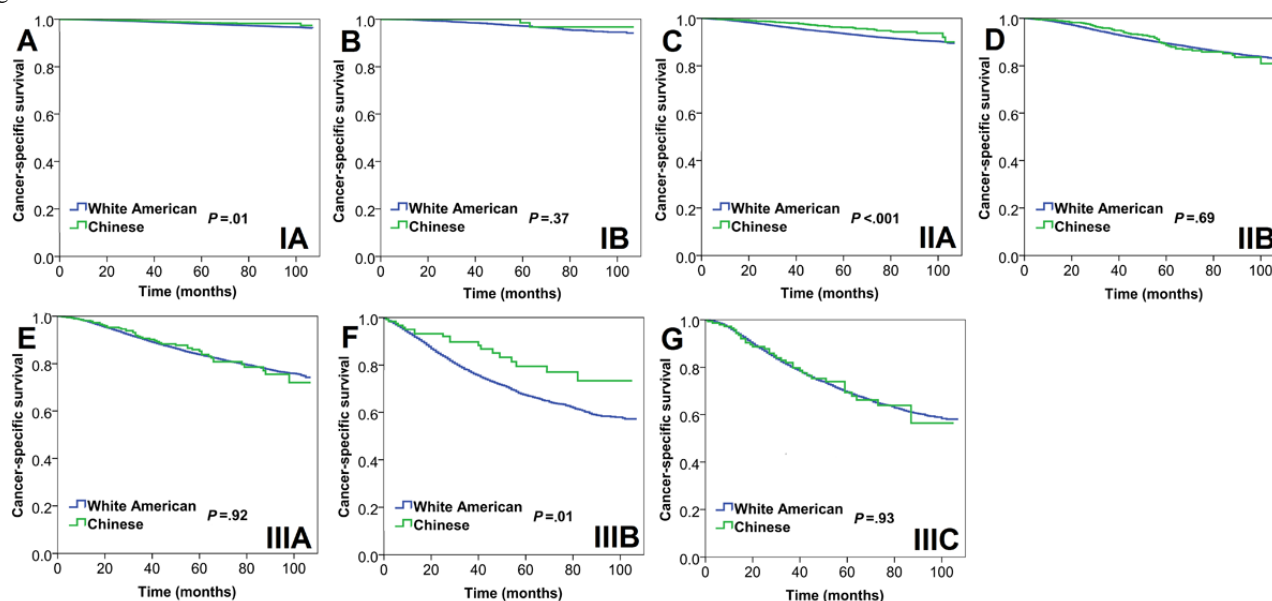 A
Cancer-specific survival
1.0
0.8
0.6
0.4
0.2
0.0
White American
Chinese
P=.01
IA
0 20 40 60 80 100
Time (months)
B
Cancer-specific survival
1.0
0.8
0.6
0.4
0.2
0.0
White American
Chinese
P=.37
IB
0 20 40 60 80 100
Time (months)
C
Cancer-specific survival
1.0
0.8
0.6
0.4
0.2
0.0
White American
Chinese
P<.001
IIA
0 20 40 60 80 100
Time (months)
D
Cancer-specific survival
1.0
0.8
0.6
0.4
0.2
0.0
White American
Chinese
P=.69
IIB
0 20 40 60 80 100
Time (months)
E
Cancer-specific survival
1.0
0.8
0.6
0.4
0.2
0.0
White American
Chinese
P=.92
IIIA
0 20 40 60 80 100
Time (months)
F
Cancer-specific survival
1.0
0.8
0.6
0.4
0.2
0.0
White American
Chinese
P=.01
IIIB
0 20 40 60 80 100
Time (months)
G
Cancer-specific survival
1.0
0.8
0.6
0.4
0.2
0.0
White American
Chinese
P=.93
IIIC
0 20 40 60 80 100
Time (months)